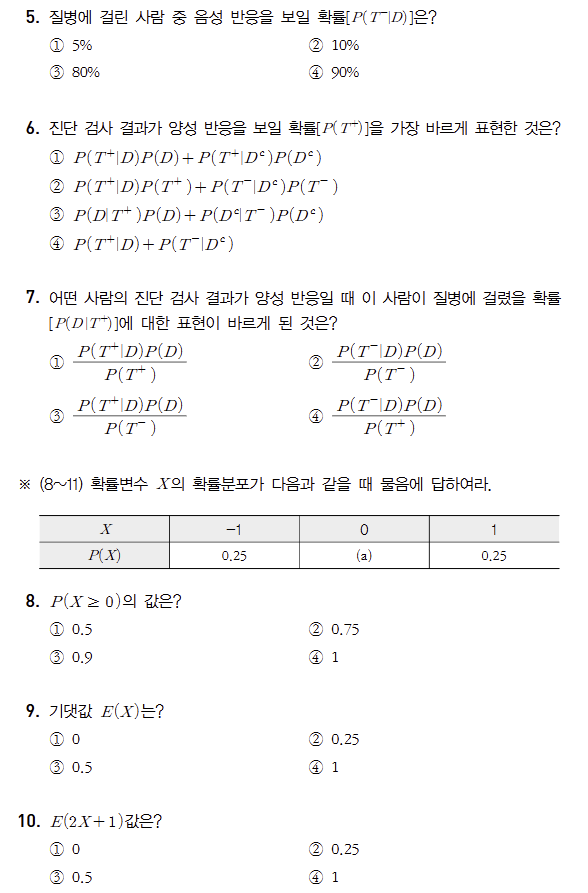 5. 질병에 걸린 사람 중 음성 반응을 보일 확률[P(T⁻|D)]은?
① 5% ② 10%
③ 80% ④ 90%
6. 진단 검사 결과가 양성 반응을 보일 확률[P(T⁺)]을 가장 바르게 표현한 것은?
① P(T⁺|D)P(D)+P(T⁺|Dᶜ)P(Dᶜ)
② P(T⁺|D)P(T⁺)+P(T⁻|Dᶜ)P(T⁻)
③ P(D|T⁺)P(D)+P(Dᶜ|T⁻)P(Dᶜ)
④ P(T⁺|D)+P(T⁻|Dᶜ)
7. 어떤 사람의 진단 검사 결과가 양성 반응일 때 이 사람이 질병에 걸렸을 확률
[P(D|T⁺)]에 대한 표현이 바르게 된 것은?
① P(T⁺|D)P(D) / P(T⁺) ② P(T⁻|D)P(D) / P(T⁻)
③ P(T⁺|D)P(D) / P(T⁻) ④ P(T⁻|D)P(D) / P(T⁺)
※ (8～11) 확률변수 X의 확률분포가 다음과 같을 때 물음에 답하여라.
X −1 0 1
P(X) 0.25 (a) 0.25
8. P(X≥0)의 값은?
① 0.5 ② 0.75
③ 0.9 ④ 1
9. 기댓값 E(X)는?
① 0 ② 0.25
③ 0.5 ④ 1
10. E(2X+1)값은?
① 0 ② 0.25
③ 0.5 ④ 1